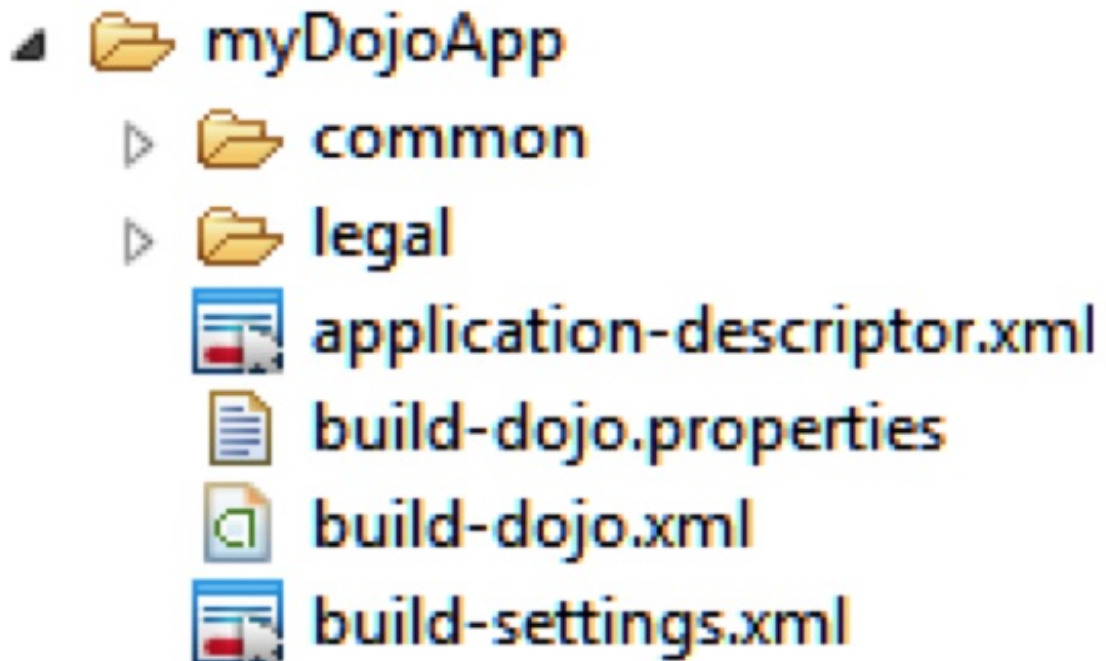 myDojoApp
common
legal
application-descriptor.xml
build-dojo.properties
build-dojo.xml
build-settings.xml